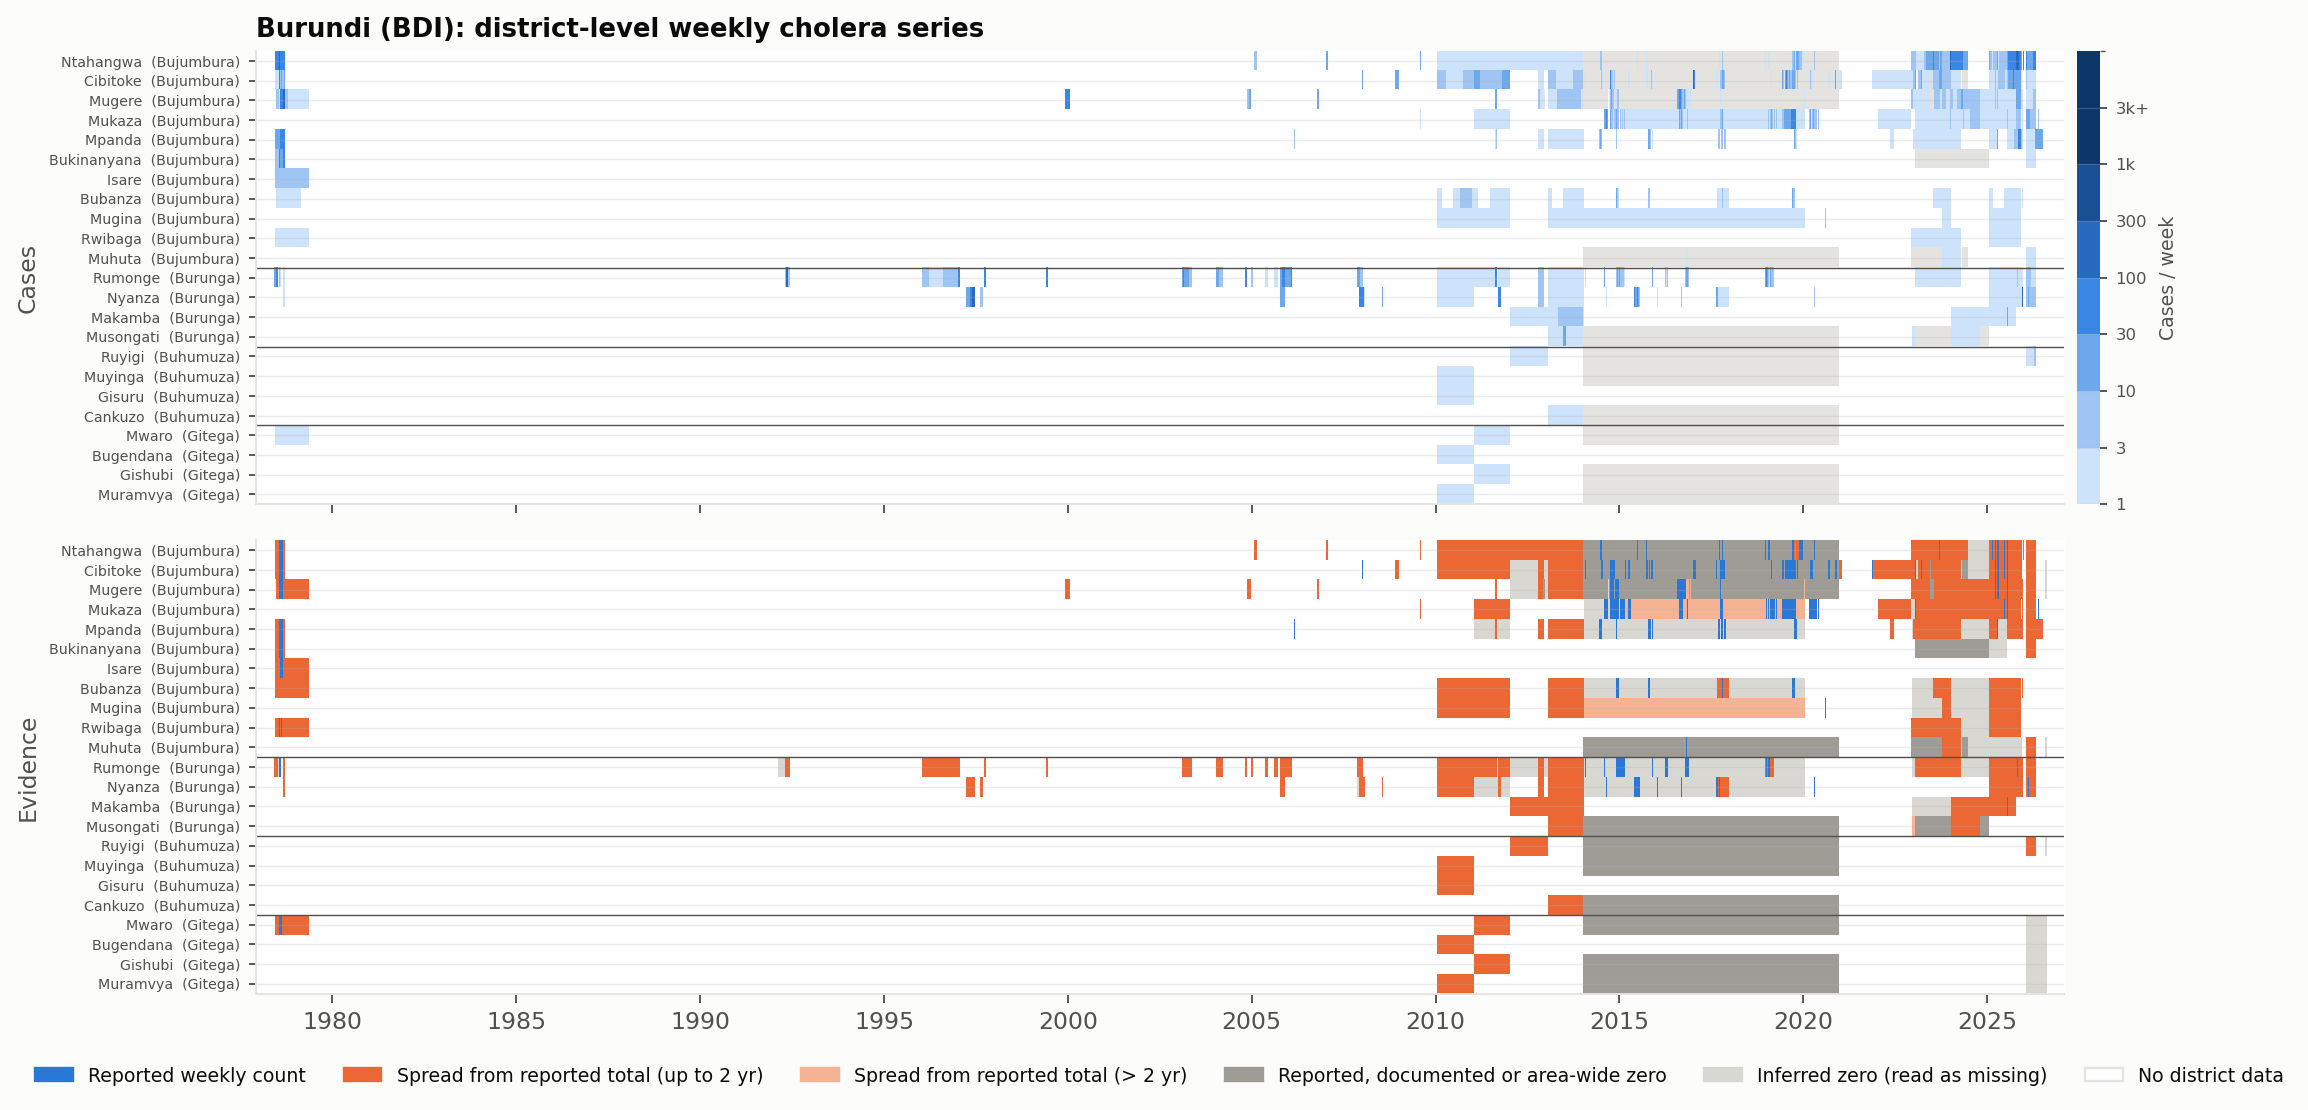 Burundi (BDI): district-level weekly cholera series
Cases
Ntahangwa (Bujumbura)
Cibitoke (Bujumbura)
Mugere (Bujumbura)
Mukaza (Bujumbura)
Mpanda (Bujumbura)
Bukinanyana (Bujumbura)
Isare (Bujumbura)
Bubanza (Bujumbura)
Mugina (Bujumbura)
Rwibaga (Bujumbura)
Muhuta (Bujumbura)
Rumonge (Burunga)
Nyanza (Burunga)
Makamba (Burunga)
Musongati (Burunga)
Ruyigi (Buhumuza)
Muyinga (Buhumuza)
Gisuru (Buhumuza)
Cankuzo (Buhumuza)
Mwaro (Gitega)
Bugendana (Gitega)
Gishubi (Gitega)
Muramvya (Gitega)
3k+
1k
300
100
30
10
3
1
Cases / week
Evidence
Ntahangwa (Bujumbura)
Cibitoke (Bujumbura)
Mugere (Bujumbura)
Mukaza (Bujumbura)
Mpanda (Bujumbura)
Bukinanyana (Bujumbura)
Isare (Bujumbura)
Bubanza (Bujumbura)
Mugina (Bujumbura)
Rwibaga (Bujumbura)
Muhuta (Bujumbura)
Rumonge (Burunga)
Nyanza (Burunga)
Makamba (Burunga)
Musongati (Burunga)
Ruyigi (Buhumuza)
Muyinga (Buhumuza)
Gisuru (Buhumuza)
Cankuzo (Buhumuza)
Mwaro (Gitega)
Bugendana (Gitega)
Gishubi (Gitega)
Muramvya (Gitega)
1980 1985 1990 1995 2000 2005 2010 2015 2020 2025
Reported weekly count Spread from reported total (up to 2 yr) Spread from reported total (> 2 yr) Reported, documented or area-wide zero Inferred zero (read as missing) No district data